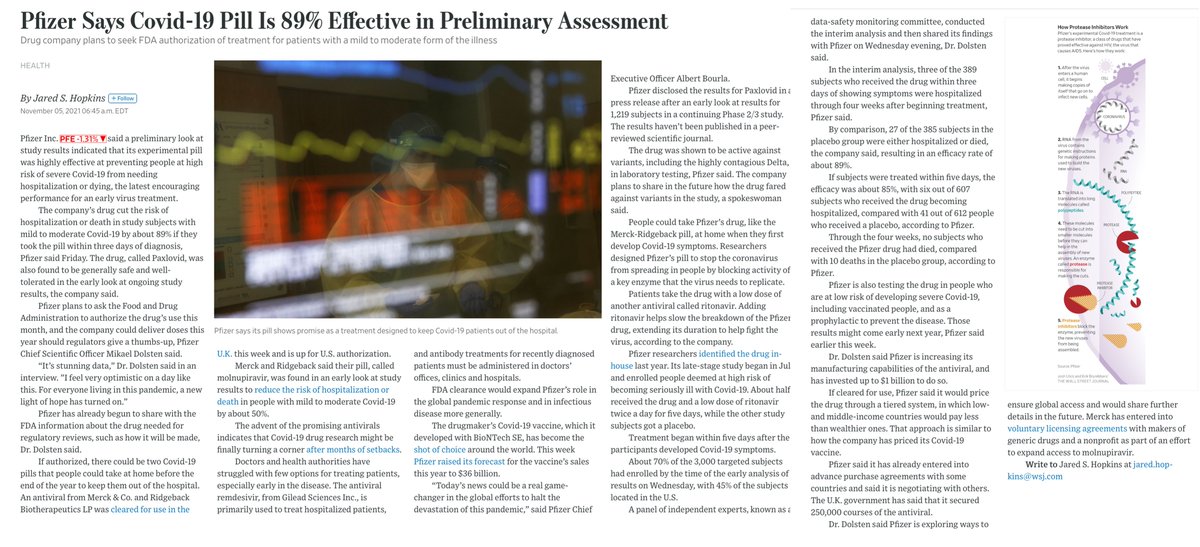 Pfizer Says Covid-19 Pill Is 89% Effective in Preliminary Assessment
Drug company plans to seek FDA authorization of treatment for patients with a mild to moderate form of the illness
HEALTH
By Jared S. Hopkins + Follow
November 05, 2021 06:45 a.m. EDT
Pfizer Inc. PFE -1.31% ▼ said a preliminary look at
study results indicated that its experimental pill
was highly effective at preventing people at high
risk of severe Covid-19 from needing
hospitalization or dying, the latest encouraging
performance for an early virus treatment.
The company's drug cut the risk of
hospitalization or death in study subjects with
mild to moderate Covid-19 by about 89% if they
took the pill within three days of diagnosis,
Pfizer said Friday. The drug, called Paxlovid, was
also found to be generally safe and well-
tolerated in the early look at ongoing study
results, the company said.
Pfizer plans to ask the Food and Drug
Administration to authorize the drug's use this
month, and the company could deliver doses this
year should regulators give a thumbs-up, Pfizer
Chief Scientific Officer Mikael Dolsten said.
"It's stunning data," Dr. Dolsten said in an
interview. "I feel very optimistic on a day like
this. For everyone living in this pandemic, a new
light of hope has turned on."
Pfizer has already begun to share with the
FDA information about the drug needed for
regulatory reviews, such as how it will be made,
Dr. Dolsten said.
If authorized, there could be two Covid-19
pills that people could take at home before the
end of the year to keep them out of the hospital.
An antiviral from Merck & Co. and Ridgeback
Biotherapeutics LP was cleared for use in the
Pfizer says its pill shows promise as a treatment designed to keep Covid-19 patients out of the hospital.
U.K. this week and is up for U.S. authorization.
Merck and Ridgeback said their pill, called
molnupiravir, was found in an early look at study
results to reduce the risk of hospitalization or
death in people with mild to moderate Covid-19
by about 50%.
The advent of the promising antivirals
indicates that Covid-19 drug research might be
finally turning a corner after months of setbacks.
Doctors and health authorities have
struggled with few options for treating patients,
especially early in the disease. The antiviral
remdesivir, from Gilead Sciences Inc., is
primarily used to treat hospitalized patients,
and antibody treatments for recently diagnosed
patients must be administered in doctors'
offices, clinics and hospitals.
FDA clearance would expand Pfizer's role in
the global pandemic response and in infectious
disease more generally.
The drugmaker's Covid-19 vaccine, which it
developed with BioNTech SE, has become the
shot of choice around the world. This week
Pfizer raised its forecast for the vaccine's sales
this year to $36 billion.
"Today's news could be a real game-
changer in the global efforts to halt the
devastation of this pandemic," said Pfizer Chief
Executive Officer Albert Bourla.
Pfizer disclosed the results for Paxlovid in a
press release after an early look at results for
1,219 subjects in a continuing Phase 2/3 study.
The results haven't been published in a peer-
reviewed scientific journal.
The drug was shown to be active against
variants, including the highly contagious Delta,
in laboratory testing, Pfizer said. The company
plans to share in the future how the drug fared
against variants in the study, a spokeswoman
said.
People could take Pfizer's drug, like the
Merck-Ridgeback pill, at home when they first
develop Covid-19 symptoms. Researchers
designed Pfizer's pill to stop the coronavirus
from spreading in people by blocking activity of
a key enzyme that the virus needs to replicate.
Patients take the drug with a low dose of
another antiviral called ritonavir. Adding
ritonavir helps slow the breakdown of the Pfizer
drug, extending its duration to help fight the
virus, according to the company.
Pfizer researchers identified the drug in-
house last year. Its late-stage study began in Jul
and enrolled people deemed at high risk of
becoming seriously ill with Covid-19. About half
received the drug and a low dose of ritonavir
twice a day for five days, while the other study
subjects got a placebo.
Treatment began within five days after the
participants developed Covid-19 symptoms.
About 70% of the 3,000 targeted subjects
had enrolled by the time of the early analysis of
results on Wednesday, with 45% of the subjects
located in the U.S.
A panel of independent experts, known as a
data-safety monitoring committee, conducted
the interim analysis and then shared its findings
with Pfizer on Wednesday evening, Dr. Dolsten
said.
In the interim analysis, three of the 389
subjects who received the drug within three
days of showing symptoms were hospitalized
through four weeks after beginning treatment,
Pfizer said.
By comparison, 27 of the 385 subjects in the
placebo group were either hospitalized or died,
the company said, resulting in an efficacy rate of
about 89%.
If subjects were treated within five days, the
efficacy was about 85%, with six out of 607
subjects who received the drug becoming
hospitalized, compared with 41 out of 612 people
who received a placebo, according to Pfizer.
Through the four weeks, no subjects who
received the Pfizer drug had died, compared
with 10 deaths in the placebo group, according to
Pfizer.
Pfizer is also testing the drug in people who
are at low risk of developing severe Covid-19,
including vaccinated people, and as a
prophylactic to prevent the disease. Those
results might come early next year, Pfizer said
earlier this week.
Dr. Dolsten said Pfizer is increasing its
manufacturing capabilities of the antiviral, and
has invested up to $1 billion to do so.
If cleared for use, Pfizer said it would price
the drug through a tiered system, in which low-
and middle-income countries would pay less
than wealthier ones. That approach is similar to
how the company has priced its Covid-19
vaccine.
Pfizer said it has already entered into
advance purchase agreements with some
countries and said it is negotiating with others.
The U.K. government has said that it secured
250,000 courses of the antiviral.
Dr. Dolsten said Pfizer is exploring ways to
How Protease Inhibitors Work
Pfizer's experimental Covid-19 treatment is a
protease inhibitor, a class of drugs that have
proved effective against HIV, the virus that
causes AIDS. Here's how they work:
1. After the virus
enters a human
cell, it begins
making copies of
itself that go on to
infect new cells.
CELL
CORONAVIRUS
2. RNA from the
virus contains
genetic instructions
for making proteins
used to build the
new viruses.
RNA
3. The RNA is
translated into long
molecules called
polypeptides.
POLYPEPTIDE
4. These molecules
need to be cut into
smaller molecules
before they can
help in the
assembly of new
viruses. An enzyme
called protease is
responsible for
making the cuts.
PROTEASE
PROTEASE
INHIBITOR
5. Protease
inhibitors block the
enzyme, preventing
the new viruses
from being
assembled.
Source: Pfizer
THE WALL STREET JOURNAL
ensure global access and would share further
details in the future. Merck has entered into
voluntary licensing agreements with makers of
generic drugs and a nonprofit as part of an effort
to expand access to molnupiravir.
Write to Jared S. Hopkins at jared.hop-
kins@wsj.com